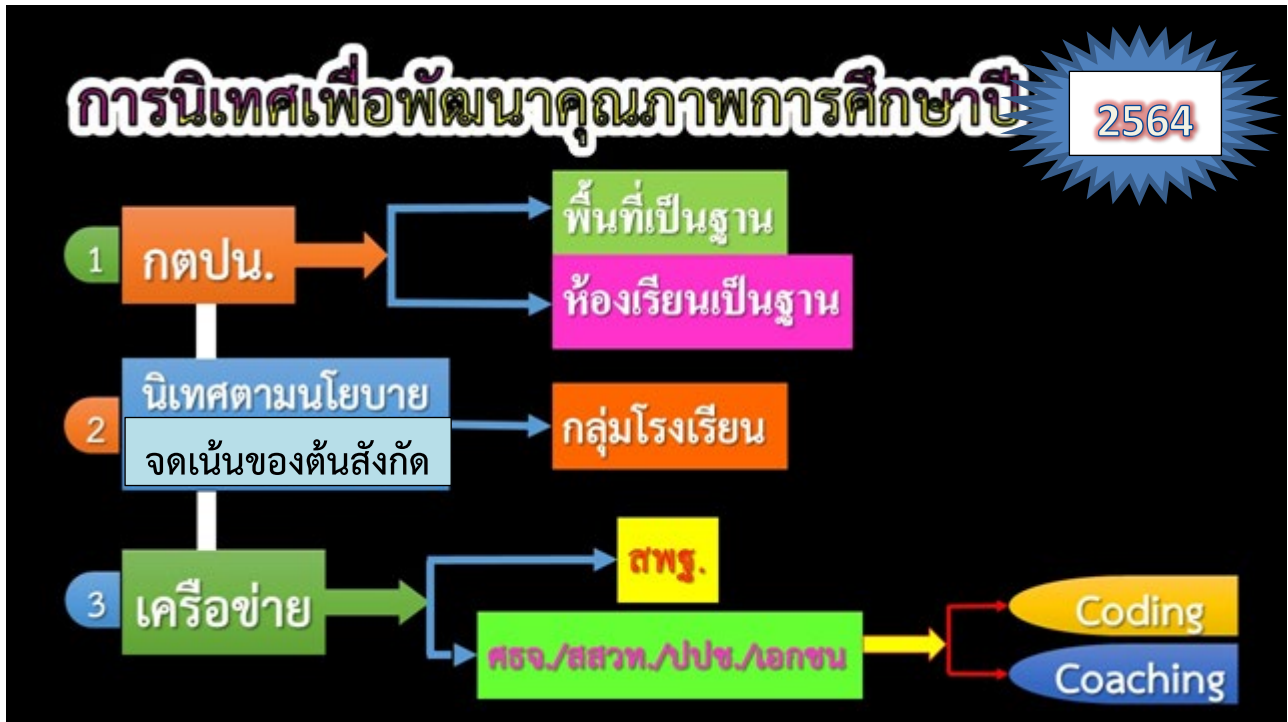 การนิเทศเพื่อพัฒนาคุณภาพการศึกษาปี 2564
1 กตปน.
พื้นที่เป็นฐาน
ห้องเรียนเป็นฐาน
2 นิเทศตามนโยบาย
จดเน้นของต้นสังกัด
กลุ่มโรงเรียน
3 เครือข่าย
สพฐ.
ศธจ./สสวท./ปปช./เอกชน
Coding
Coaching